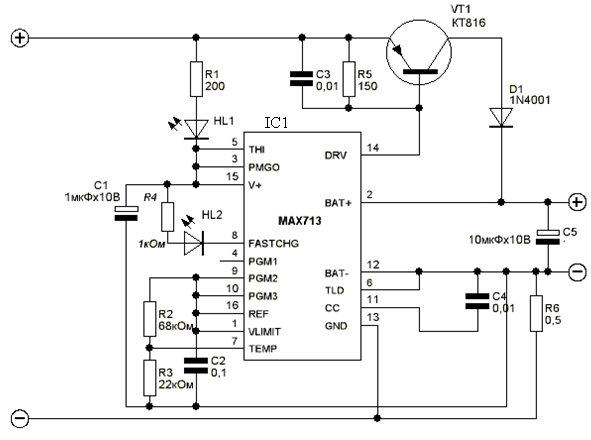 VT1
КТ816
R1
200
C3
0,01
R5
150
D1
1N4001
HL1
IC1
5
THI
3
PMGO
15
V+
DRV
14
C1
1мкФх10В
R4
1кОм
HL2
MAX713
BAT+
2
8
FASTCHG
4
PGM1
9
PGM2
10
PGM3
16
REF
1
VLIMIT
7
TEMP
BAT-
12
TLD
6
CC
11
GND
13
10мкФх10В
C5
C4
0,01
R6
0,5
R2
68кОм
R3
22кОм
C2
0,1